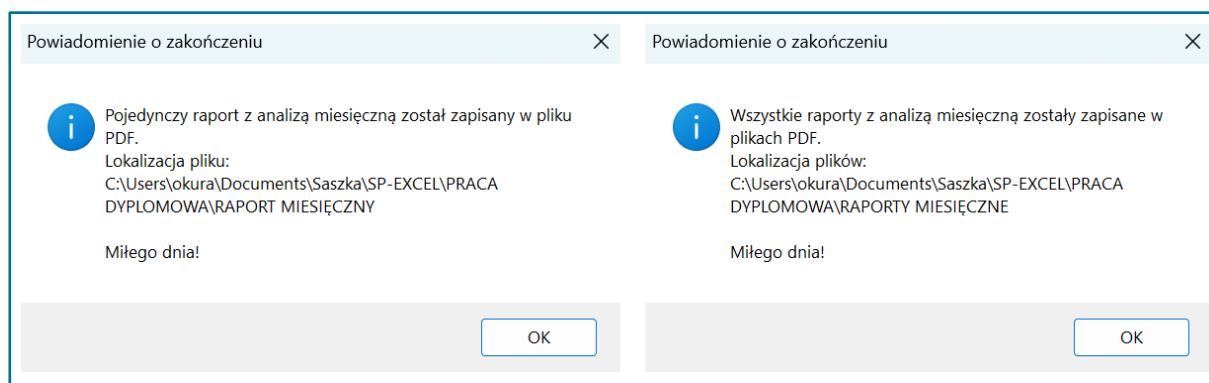 Powiadomienie o zakończeniu
Pojedynczy raport z analizą miesięczną został zapisany w pliku
PDF.
Lokalizacja pliku:
C:\Users\okura\Documents\Saszka\SP-EXCEL\PRACA
DYPLOMOWA\RAPORT MIESIĘCZNY
Miłego dnia!
OK
Powiadomienie o zakończeniu
Wszystkie raporty z analizą miesięczną zostały zapisane w
plikach PDF.
Lokalizacja plików:
C:\Users\okura\Documents\Saszka\SP-EXCEL\PRACA
DYPLOMOWA\RAPORTY MIESIĘCZNE
Miłego dnia!
OK